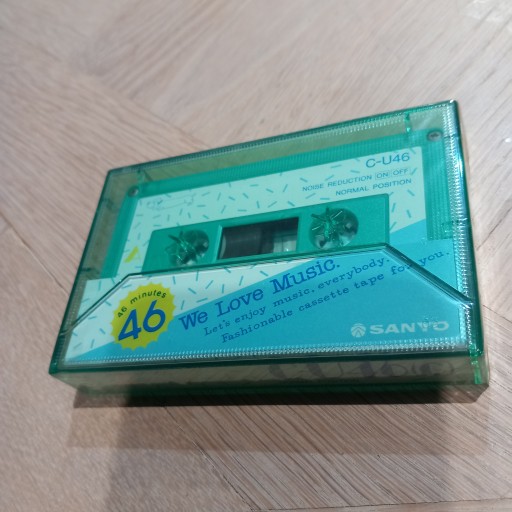 C-U46
NOISE REDUCTION ON OFF
NORMAL POSITION
We Love Music.
Let's enjoy music, everybody.
Fashionable cassette tape for you.
46 minutes
46
SANYO